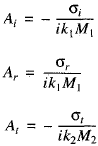 A_i = - σ_i / (ik_1 M_1)
A_r = σ_r / (ik_1 M_1)
A_t = - σ_t / (ik_2 M_2)